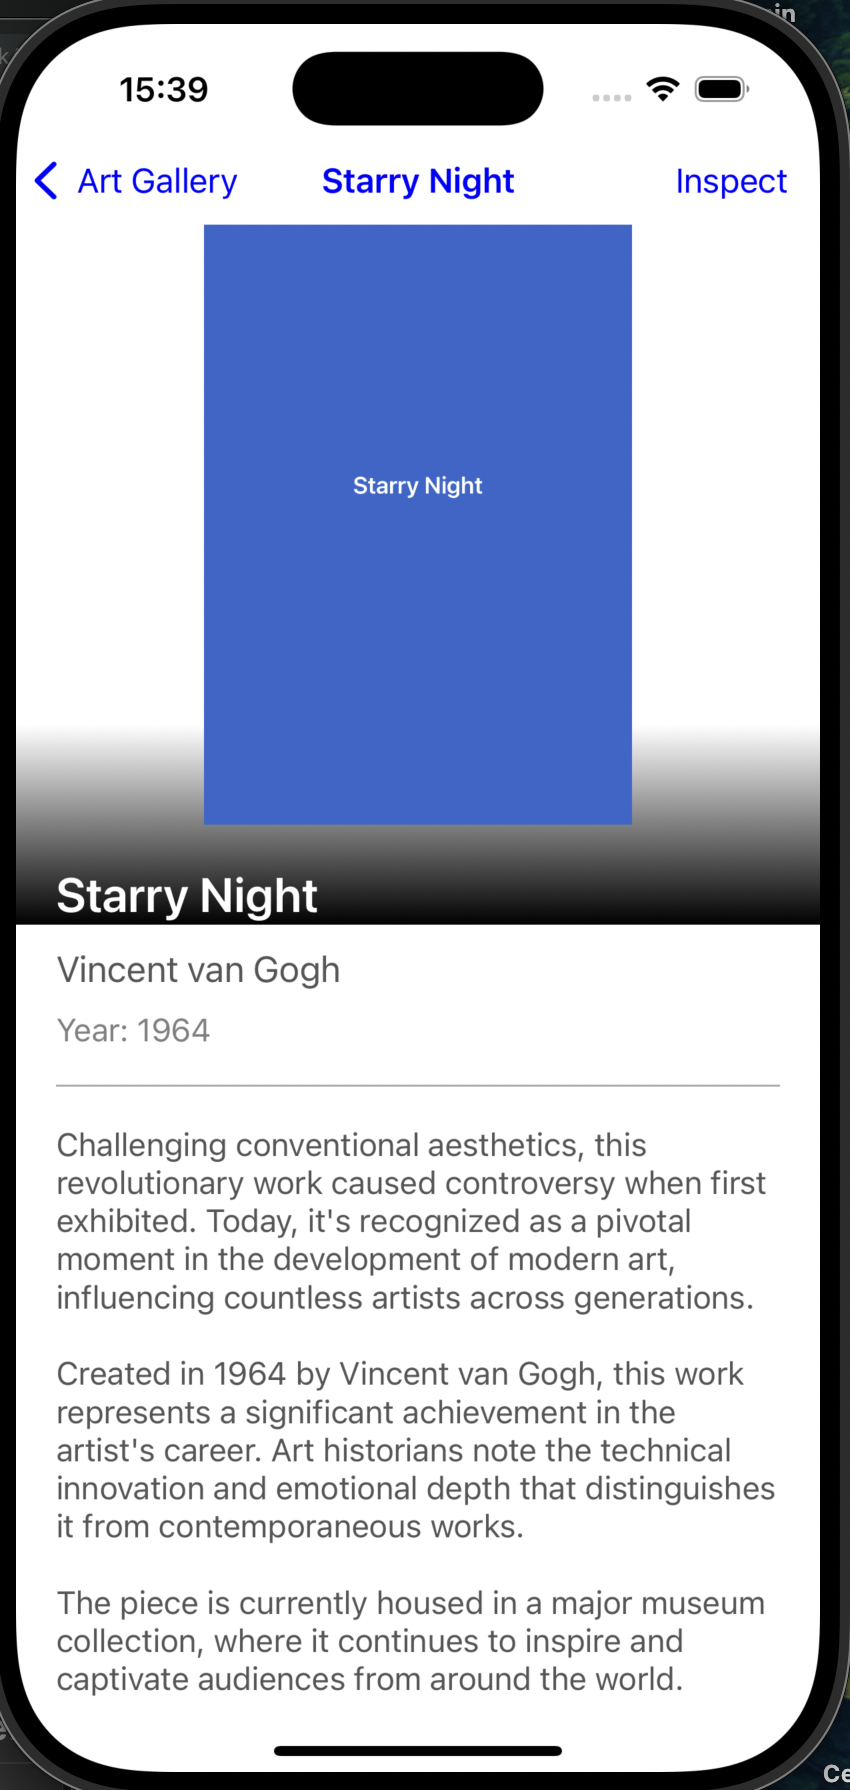 15:39
Art Gallery
Starry Night
Inspect
Starry Night
Starry Night
Vincent van Gogh
Year: 1964
Challenging conventional aesthetics, this
revolutionary work caused controversy when first
exhibited. Today, it's recognized as a pivotal
moment in the development of modern art,
influencing countless artists across generations.
Created in 1964 by Vincent van Gogh, this work
represents a significant achievement in the
artist's career. Art historians note the technical
innovation and emotional depth that distinguishes
it from contemporaneous works.
The piece is currently housed in a major museum
collection, where it continues to inspire and
captivate audiences from around the world.